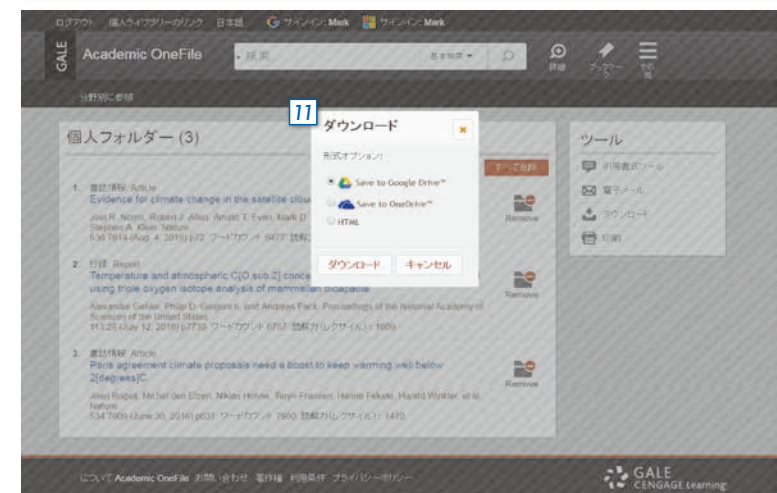 ログアウト 個人ライブラリーのリンク 日本語 サインイン: Mark サインイン: Mark
GALE Academic OneFile 検索 基本検索 詳細 ブックマーク その他
分野別に参照
個人フォルダー (3)
すべて削除
1. 書誌情報: Article
Evidence for climate change in the satellite clou
Joel R. Norris, Robert J. Allen, Amato T. Evan, Mark D
Stephen A. Klein. Nature.
536.7614 (Aug. 4, 2016) p72. ワードカウント: 6477.
Remove
2. Report
Temperature and atmospheric C[O.sub.2] conce
using triple oxygen isotope analysis of mammalian bioapatite
Alexander Gehler, Philip D. Gingerich, and Andreas Pack. Proceedings of the National Academy of
Sciences of the United States.
113.28 (July 12, 2016) p7739. ワードカウント: 6757. 読解力(レクサイル):
Remove
3. 書誌情報: Article
Paris agreement climate proposals need a boost to keep warming well below
2[degrees]C
Joeri Rogelj, Michel den Elzen, Niklas Hohne, Taryn Fransen, Hanna Fekete, Harald Winkler, et al.
Nature.
534.7609 (June 30, 2016) p631. ワードカウント: 7900. 読解力(レクサイル): 1470.
Remove
11
ダウンロード
形式オプション:
Save to Google Drive™
Save to OneDrive™
HTML
ダウンロード キャンセル
ツール
引用書式ツール
電子メール
ダウンロード
印刷
について Academic OneFile お問い合わせ 著作権 利用条件 プライバシーポリシー
GALE
CENGAGE Learning